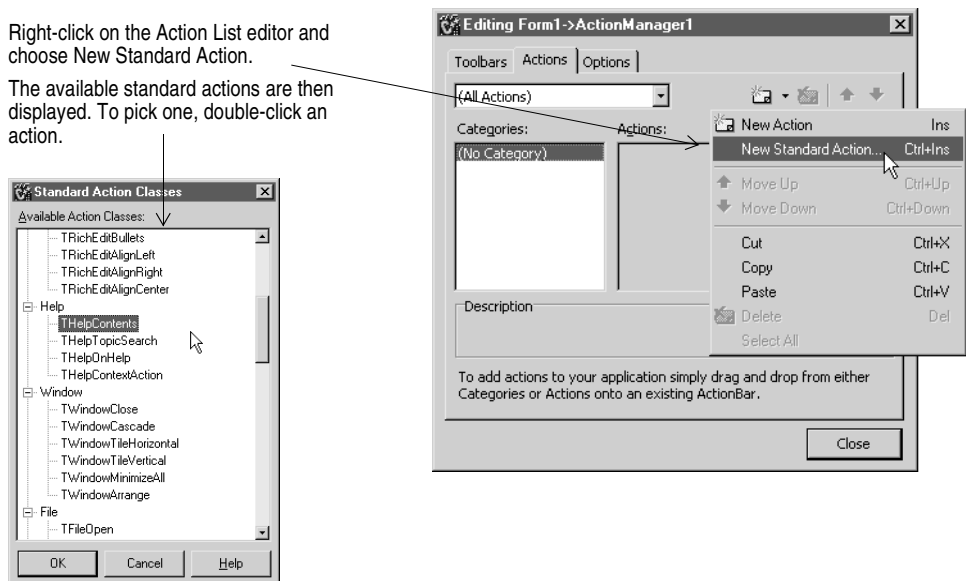 Right-click on the Action List editor and
choose New Standard Action.
The available standard actions are then
displayed. To pick one, double-click an
action.
Editing Form1->ActionManager1
Toolbars Actions Options
(All Actions)
Categories: Actions:
(No Category)
New Action Ins
New Standard Action... Ctrl+Ins
Move Up Ctrl+Up
Move Down Ctrl+Down
Cut Ctrl+X
Copy Ctrl+C
Paste Ctrl+V
Delete Del
Select All
Description
To add actions to your application simply drag and drop from either
Categories or Actions onto an existing ActionBar.
Close
Standard Action Classes
Available Action Classes:
TRichEditBullets
TRichEditAlignLeft
TRichEditAlignRight
TRichEditAlignCenter
Help
THelpContents
THelpTopicSearch
THelpOnHelp
THelpContextAction
Window
TWindowClose
TWindowCascade
TWindowTileHorizontal
TWindowTileVertical
TWindowMinimizeAll
TWindowArrange
File
TFileOpen
OK Cancel Help